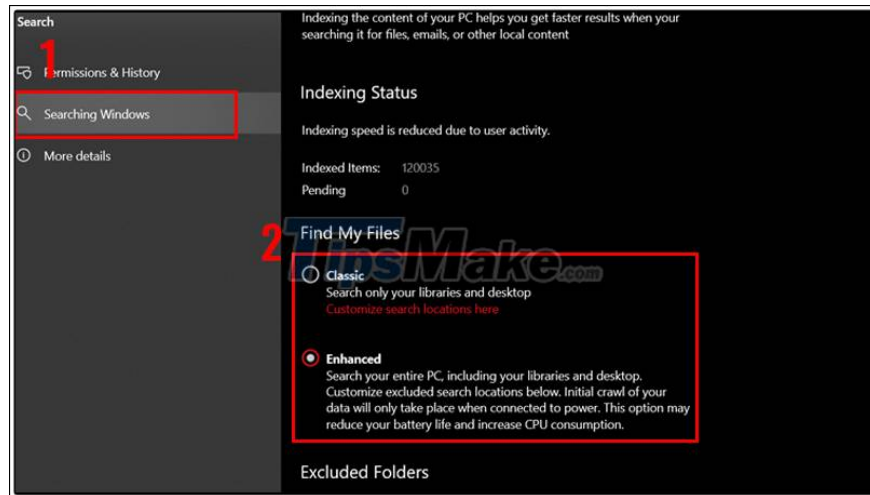 Search
1
Permissions & History
Searching Windows
More details
Indexing the content of your PC helps you get faster results when your
searching it for files, emails, or other local content
Indexing Status
Indexing speed is reduced due to user activity.
Indexed Items: 120035
Pending 0
2
Find My Files
TipsMake.com
Classic
Search only your libraries and desktop
Customize search locations here
Enhanced
Search your entire PC, including your libraries and desktop.
Customize excluded search locations below. Initial crawl of your
data will only take place when connected to power. This option may
reduce your battery life and increase CPU consumption.
Excluded Folders